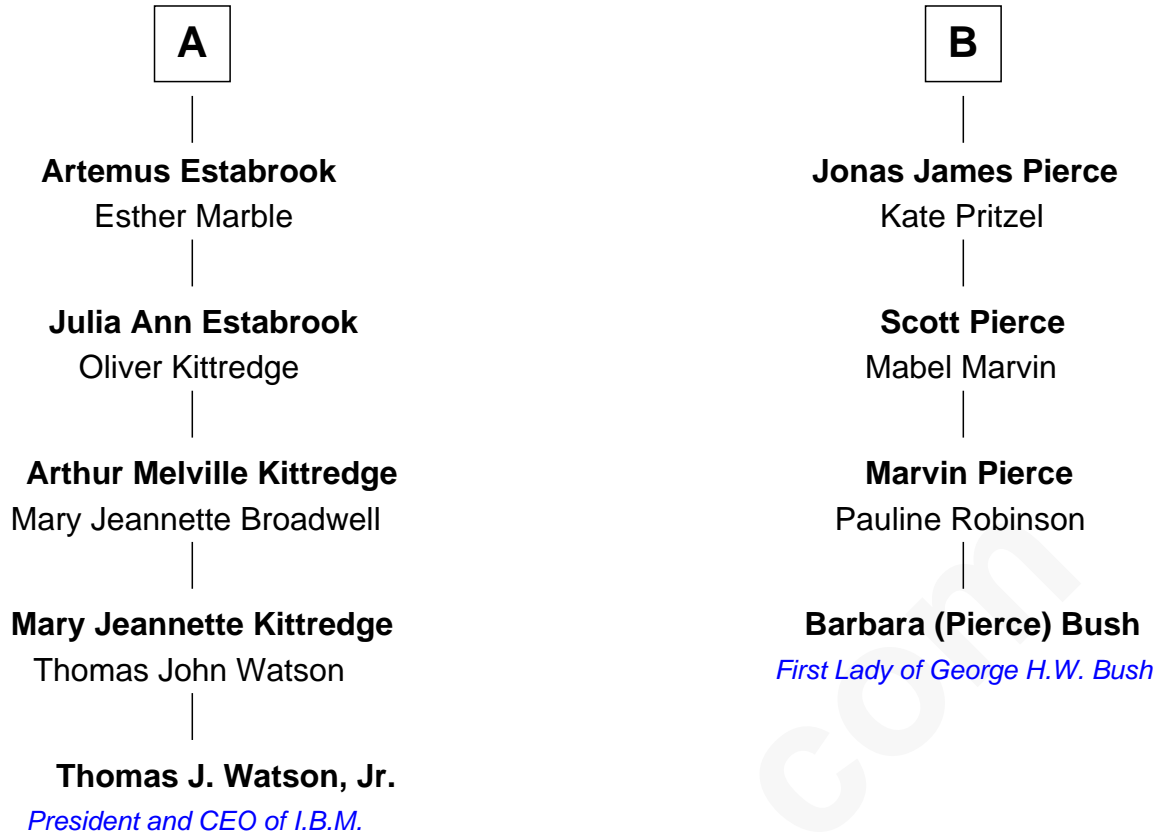 A
Artemus Estabrook
Esther Marble
Julia Ann Estabrook
Oliver Kittredge
Arthur Melville Kittredge
Mary Jeannette Broadwell
Mary Jeannette Kittredge
Thomas John Watson
Thomas J. Watson, Jr.
President and CEO of I.B.M.
B
Jonas James Pierce
Kate Pritzel
Scott Pierce
Mabel Marvin
Marvin Pierce
Pauline Robinson
Barbara (Pierce) Bush
First Lady of George H.W. Bush
com